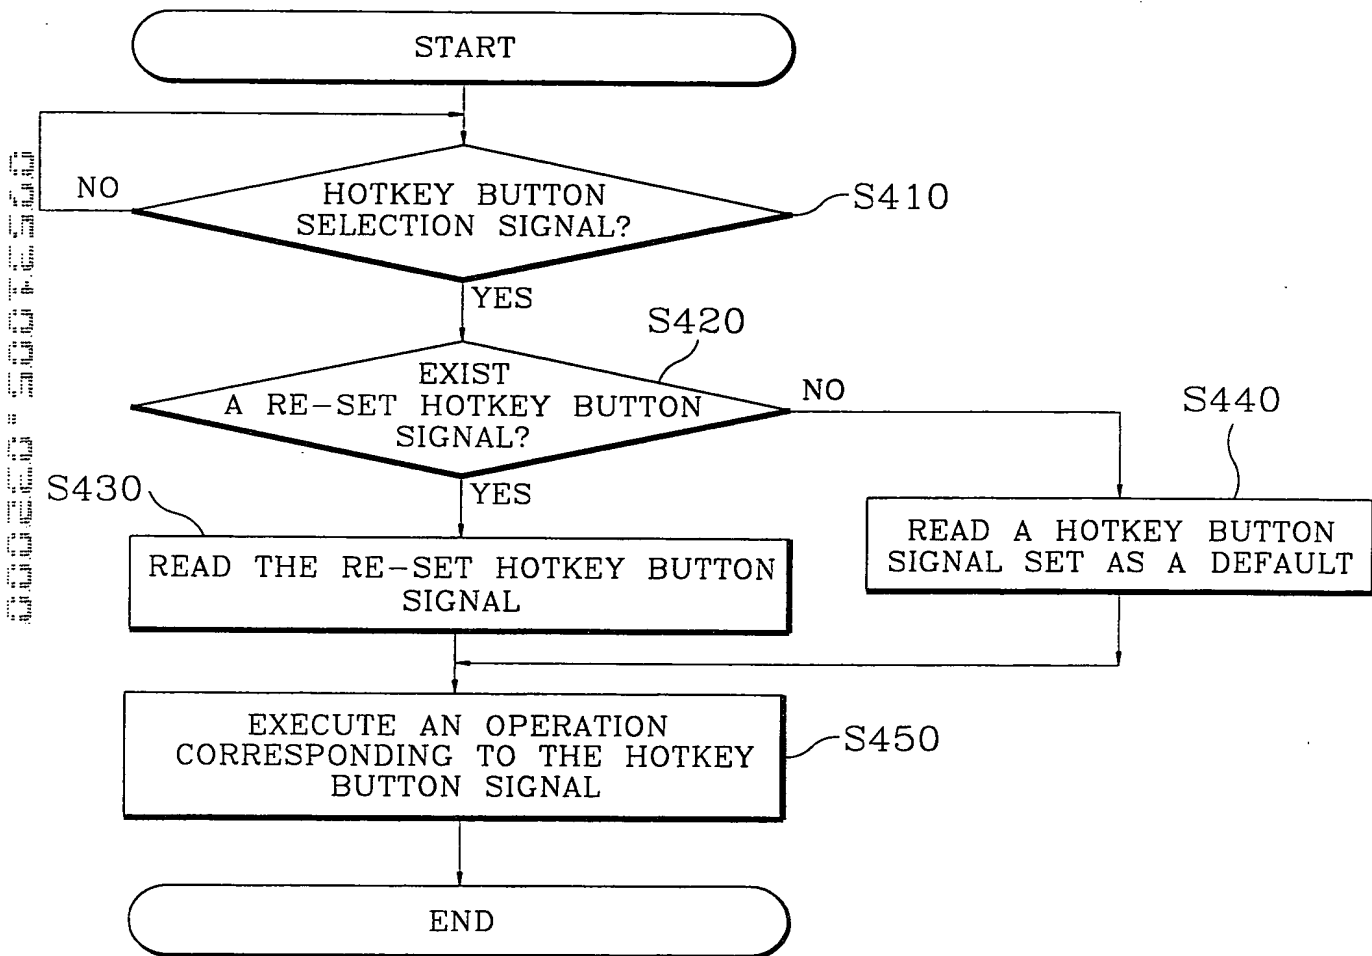 START
HOTKEY BUTTON
SELECTION SIGNAL?
S410
NO
YES
S420
EXIST
A RE-SET HOTKEY BUTTON
SIGNAL?
NO
S440
S430
YES
READ THE RE-SET HOTKEY BUTTON
SIGNAL
READ A HOTKEY BUTTON
SIGNAL SET AS A DEFAULT
EXECUTE AN OPERATION
CORRESPONDING TO THE HOTKEY
BUTTON SIGNAL
S450
END